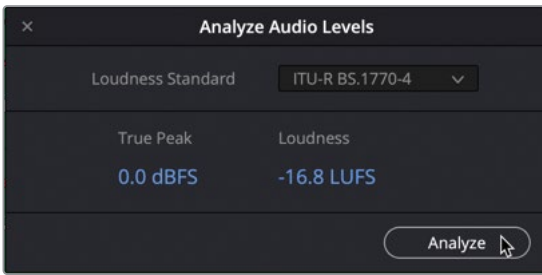 Analyze Audio Levels
Loudness Standard ITU-R BS.1770-4
True Peak Loudness
0.0 dBFS -16.8 LUFS
Analyze